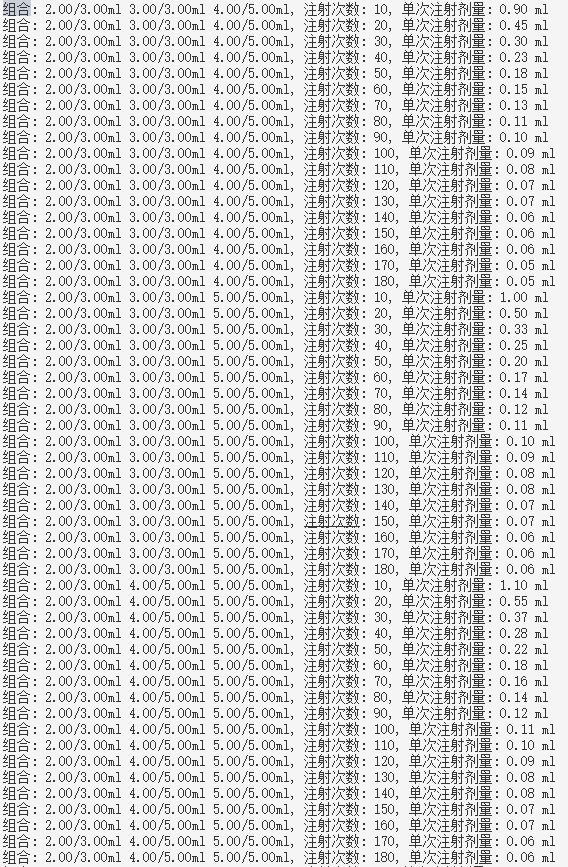 组合: 2.00/3.00ml 3.00/3.00ml 4.00/5.00ml, 注射次数: 10, 单次注射剂量: 0.90 ml
组合: 2.00/3.00ml 3.00/3.00ml 4.00/5.00ml, 注射次数: 20, 单次注射剂量: 0.45 ml
组合: 2.00/3.00ml 3.00/3.00ml 4.00/5.00ml, 注射次数: 30, 单次注射剂量: 0.30 ml
组合: 2.00/3.00ml 3.00/3.00ml 4.00/5.00ml, 注射次数: 40, 单次注射剂量: 0.23 ml
组合: 2.00/3.00ml 3.00/3.00ml 4.00/5.00ml, 注射次数: 50, 单次注射剂量: 0.18 ml
组合: 2.00/3.00ml 3.00/3.00ml 4.00/5.00ml, 注射次数: 60, 单次注射剂量: 0.15 ml
组合: 2.00/3.00ml 3.00/3.00ml 4.00/5.00ml, 注射次数: 70, 单次注射剂量: 0.13 ml
组合: 2.00/3.00ml 3.00/3.00ml 4.00/5.00ml, 注射次数: 80, 单次注射剂量: 0.11 ml
组合: 2.00/3.00ml 3.00/3.00ml 4.00/5.00ml, 注射次数: 90, 单次注射剂量: 0.10 ml
组合: 2.00/3.00ml 3.00/3.00ml 4.00/5.00ml, 注射次数: 100, 单次注射剂量: 0.09 ml
组合: 2.00/3.00ml 3.00/3.00ml 4.00/5.00ml, 注射次数: 110, 单次注射剂量: 0.08 ml
组合: 2.00/3.00ml 3.00/3.00ml 4.00/5.00ml, 注射次数: 120, 单次注射剂量: 0.07 ml
组合: 2.00/3.00ml 3.00/3.00ml 4.00/5.00ml, 注射次数: 130, 单次注射剂量: 0.07 ml
组合: 2.00/3.00ml 3.00/3.00ml 4.00/5.00ml, 注射次数: 140, 单次注射剂量: 0.06 ml
组合: 2.00/3.00ml 3.00/3.00ml 4.00/5.00ml, 注射次数: 150, 单次注射剂量: 0.06 ml
组合: 2.00/3.00ml 3.00/3.00ml 4.00/5.00ml, 注射次数: 160, 单次注射剂量: 0.06 ml
组合: 2.00/3.00ml 3.00/3.00ml 4.00/5.00ml, 注射次数: 170, 单次注射剂量: 0.05 ml
组合: 2.00/3.00ml 3.00/3.00ml 4.00/5.00ml, 注射次数: 180, 单次注射剂量: 0.05 ml
组合: 2.00/3.00ml 3.00/3.00ml 5.00/5.00ml, 注射次数: 10, 单次注射剂量: 1.00 ml
组合: 2.00/3.00ml 3.00/3.00ml 5.00/5.00ml, 注射次数: 20, 单次注射剂量: 0.50 ml
组合: 2.00/3.00ml 3.00/3.00ml 5.00/5.00ml, 注射次数: 30, 单次注射剂量: 0.33 ml
组合: 2.00/3.00ml 3.00/3.00ml 5.00/5.00ml, 注射次数: 40, 单次注射剂量: 0.25 ml
组合: 2.00/3.00ml 3.00/3.00ml 5.00/5.00ml, 注射次数: 50, 单次注射剂量: 0.20 ml
组合: 2.00/3.00ml 3.00/3.00ml 5.00/5.00ml, 注射次数: 60, 单次注射剂量: 0.17 ml
组合: 2.00/3.00ml 3.00/3.00ml 5.00/5.00ml, 注射次数: 70, 单次注射剂量: 0.14 ml
组合: 2.00/3.00ml 3.00/3.00ml 5.00/5.00ml, 注射次数: 80, 单次注射剂量: 0.12 ml
组合: 2.00/3.00ml 3.00/3.00ml 5.00/5.00ml, 注射次数: 90, 单次注射剂量: 0.11 ml
组合: 2.00/3.00ml 3.00/3.00ml 5.00/5.00ml, 注射次数: 100, 单次注射剂量: 0.10 ml
组合: 2.00/3.00ml 3.00/3.00ml 5.00/5.00ml, 注射次数: 110, 单次注射剂量: 0.09 ml
组合: 2.00/3.00ml 3.00/3.00ml 5.00/5.00ml, 注射次数: 120, 单次注射剂量: 0.08 ml
组合: 2.00/3.00ml 3.00/3.00ml 5.00/5.00ml, 注射次数: 130, 单次注射剂量: 0.08 ml
组合: 2.00/3.00ml 3.00/3.00ml 5.00/5.00ml, 注射次数: 140, 单次注射剂量: 0.07 ml
组合: 2.00/3.00ml 3.00/3.00ml 5.00/5.00ml, 注射次数: 150, 单次注射剂量: 0.07 ml
组合: 2.00/3.00ml 3.00/3.00ml 5.00/5.00ml, 注射次数: 160, 单次注射剂量: 0.06 ml
组合: 2.00/3.00ml 3.00/3.00ml 5.00/5.00ml, 注射次数: 170, 单次注射剂量: 0.06 ml
组合: 2.00/3.00ml 3.00/3.00ml 5.00/5.00ml, 注射次数: 180, 单次注射剂量: 0.06 ml
组合: 2.00/3.00ml 4.00/5.00ml 5.00/5.00ml, 注射次数: 10, 单次注射剂量: 1.10 ml
组合: 2.00/3.00ml 4.00/5.00ml 5.00/5.00ml, 注射次数: 20, 单次注射剂量: 0.55 ml
组合: 2.00/3.00ml 4.00/5.00ml 5.00/5.00ml, 注射次数: 30, 单次注射剂量: 0.37 ml
组合: 2.00/3.00ml 4.00/5.00ml 5.00/5.00ml, 注射次数: 40, 单次注射剂量: 0.28 ml
组合: 2.00/3.00ml 4.00/5.00ml 5.00/5.00ml, 注射次数: 50, 单次注射剂量: 0.22 ml
组合: 2.00/3.00ml 4.00/5.00ml 5.00/5.00ml, 注射次数: 60, 单次注射剂量: 0.18 ml
组合: 2.00/3.00ml 4.00/5.00ml 5.00/5.00ml, 注射次数: 70, 单次注射剂量: 0.16 ml
组合: 2.00/3.00ml 4.00/5.00ml 5.00/5.00ml, 注射次数: 80, 单次注射剂量: 0.14 ml
组合: 2.00/3.00ml 4.00/5.00ml 5.00/5.00ml, 注射次数: 90, 单次注射剂量: 0.12 ml
组合: 2.00/3.00ml 4.00/5.00ml 5.00/5.00ml, 注射次数: 100, 单次注射剂量: 0.11 ml
组合: 2.00/3.00ml 4.00/5.00ml 5.00/5.00ml, 注射次数: 110, 单次注射剂量: 0.10 ml
组合: 2.00/3.00ml 4.00/5.00ml 5.00/5.00ml, 注射次数: 120, 单次注射剂量: 0.09 ml
组合: 2.00/3.00ml 4.00/5.00ml 5.00/5.00ml, 注射次数: 130, 单次注射剂量: 0.08 ml
组合: 2.00/3.00ml 4.00/5.00ml 5.00/5.00ml, 注射次数: 140, 单次注射剂量: 0.08 ml
组合: 2.00/3.00ml 4.00/5.00ml 5.00/5.00ml, 注射次数: 150, 单次注射剂量: 0.07 ml
组合: 2.00/3.00ml 4.00/5.00ml 5.00/5.00ml, 注射次数: 160, 单次注射剂量: 0.07 ml
组合: 2.00/3.00ml 4.00/5.00ml 5.00/5.00ml, 注射次数: 170, 单次注射剂量: 0.06 ml
组合: 2.00/3.00ml 4.00/5.00ml 5.00/5.00ml, 注射次数: 180, 单次注射剂量: 0.06 ml